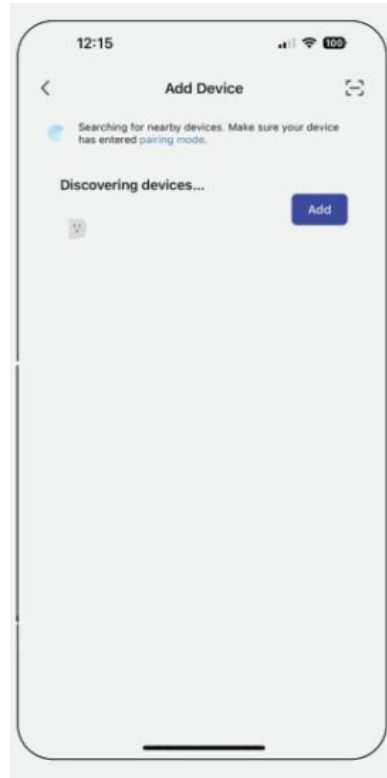 12:15
100
Add Device
Searching for nearby devices. Make sure your device
has entered pairing mode.
Discovering devices...
Add